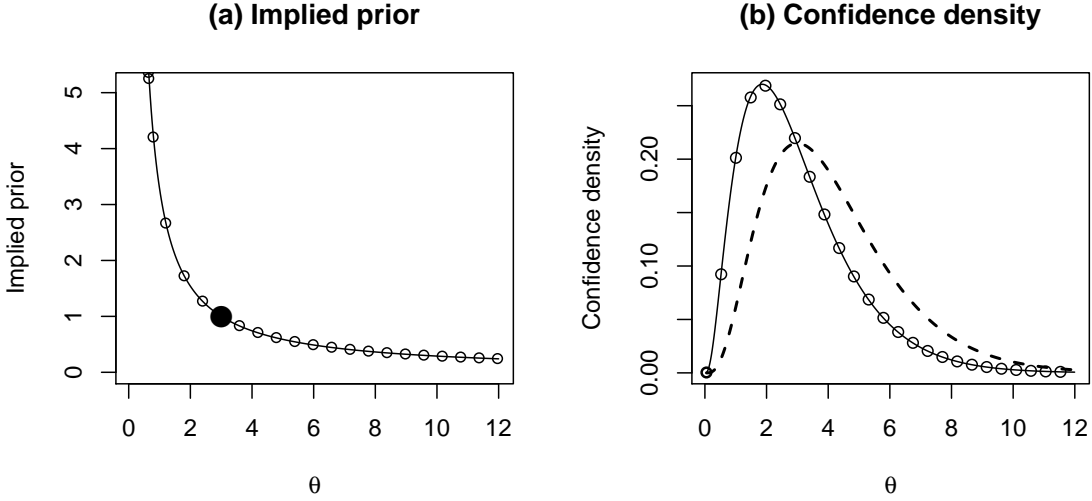 (a) Implied prior
Implied prior
0 1 2 3 4 5
0 2 4 6 8 10 12
θ
(b) Confidence density
Confidence density
0.00 0.10 0.20
0 2 4 6 8 10 12
θ